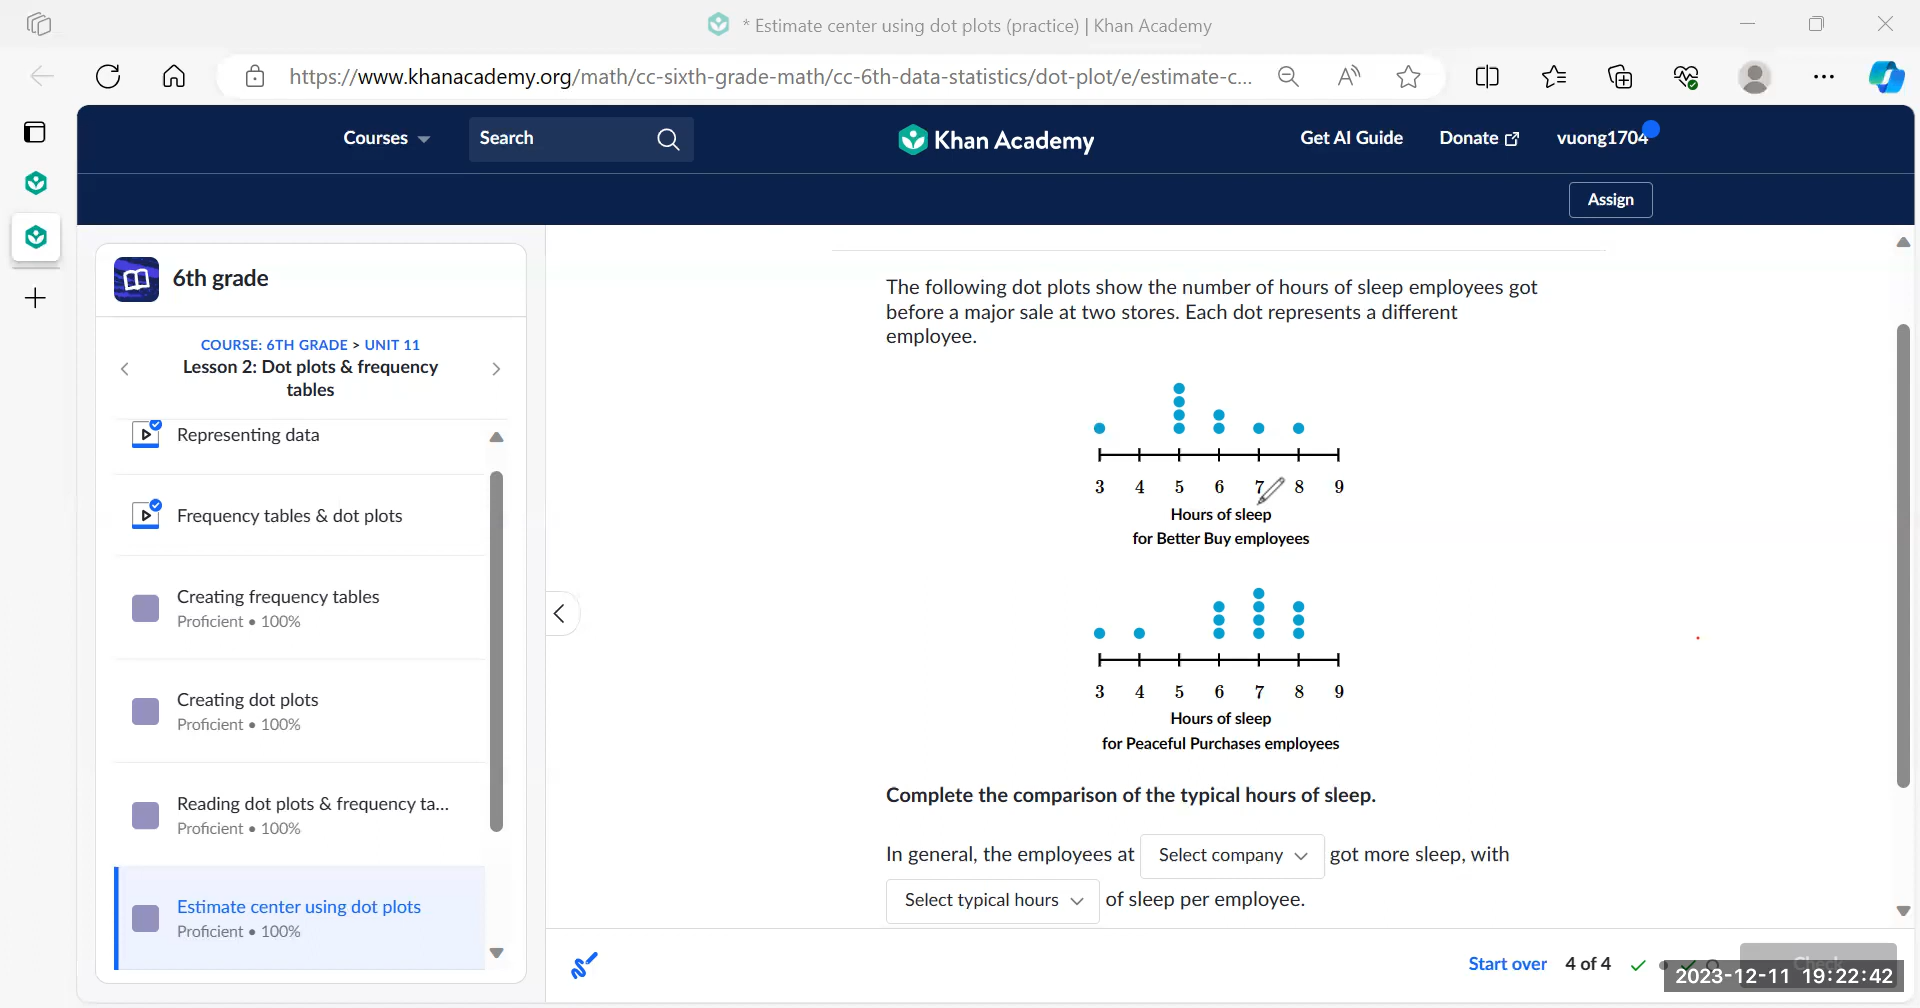 * Estimate center using dot plots (practice) | Khan Academy
https://www.khanacademy.org/math/cc-sixth-grade-math/cc-6th-data-statistics/dot-plot/e/estimate-c...
Courses
Search
Khan Academy
Get AI Guide
Donate
vuong1704
Assign
6th grade
COURSE: 6TH GRADE > UNIT 11
Lesson 2: Dot plots & frequency
tables
Representing data
Frequency tables & dot plots
Creating frequency tables
Proficient • 100%
Creating dot plots
Proficient • 100%
Reading dot plots & frequency ta...
Proficient • 100%
Estimate center using dot plots
Proficient • 100%
The following dot plots show the number of hours of sleep employees got
before a major sale at two stores. Each dot represents a different
employee.
3 4 5 6 7 8 9
Hours of sleep
for Better Buy employees
3 4 5 6 7 8 9
Hours of sleep
for Peaceful Purchases employees
Complete the comparison of the typical hours of sleep.
In general, the employees at Select company got more sleep, with
Select typical hours of sleep per employee.
Start over 4 of 4
Check
2023-12-11 19:22:42